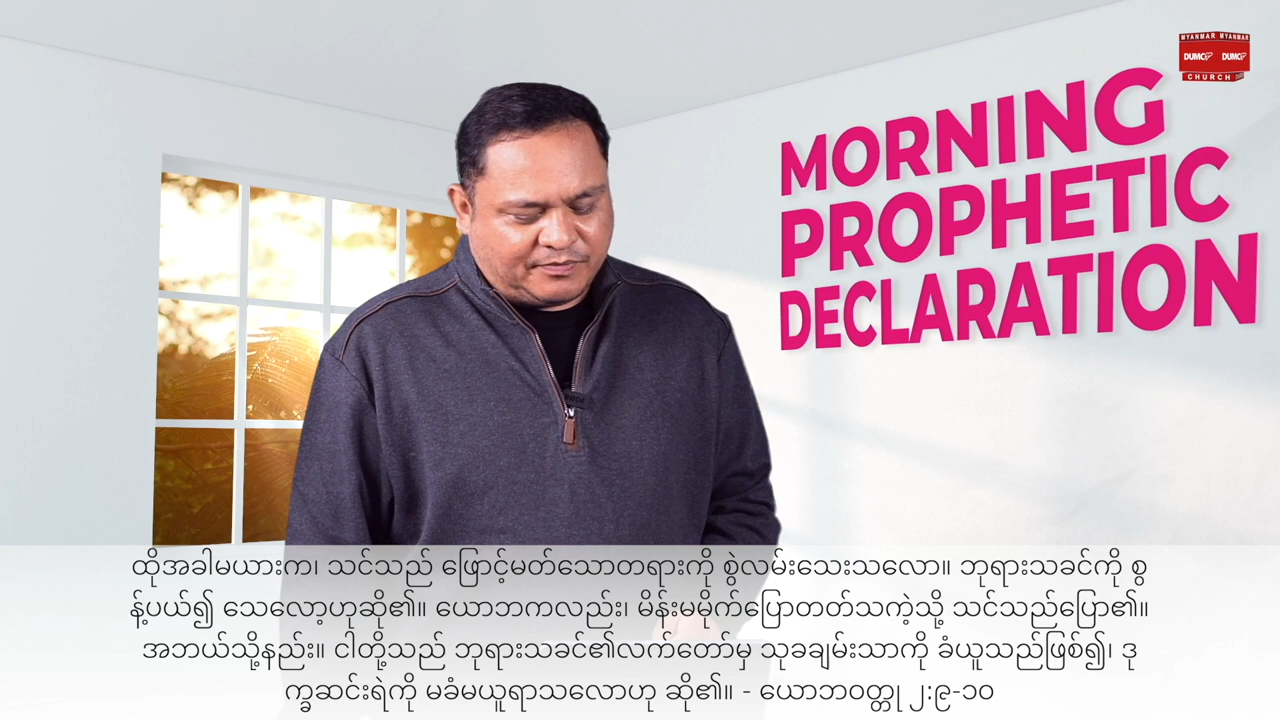 MYANMAR MYANMAR
DUMC DUMC
CHURCH
MORNING
PROPHETIC
DECLARATION
ထိုအခါမယားက၊ သင်သည် ဖြောင့်မတ်သောတရားကို စွဲလမ်းသေးသလော။ ဘုရားသခင်ကို စွ
န့်ပယ်၍ သေလော့ဟုဆို၏။ ယောဘကလည်း၊ မိန်းမမိုက်ပြောတတ်သကဲ့သို့ သင်သည်ပြော၏။
အဘယ်သို့နည်း။ ငါတို့သည် ဘုရားသခင်၏လက်တော်မှ သုခချမ်းသာကို ခံယူသည်ဖြစ်၍၊ ဒု
က္ခဆင်းရဲကို မခံမယူရာသလောဟု ဆို၏။ - ယောဘဝတ္တု ၂:၉-၁၀